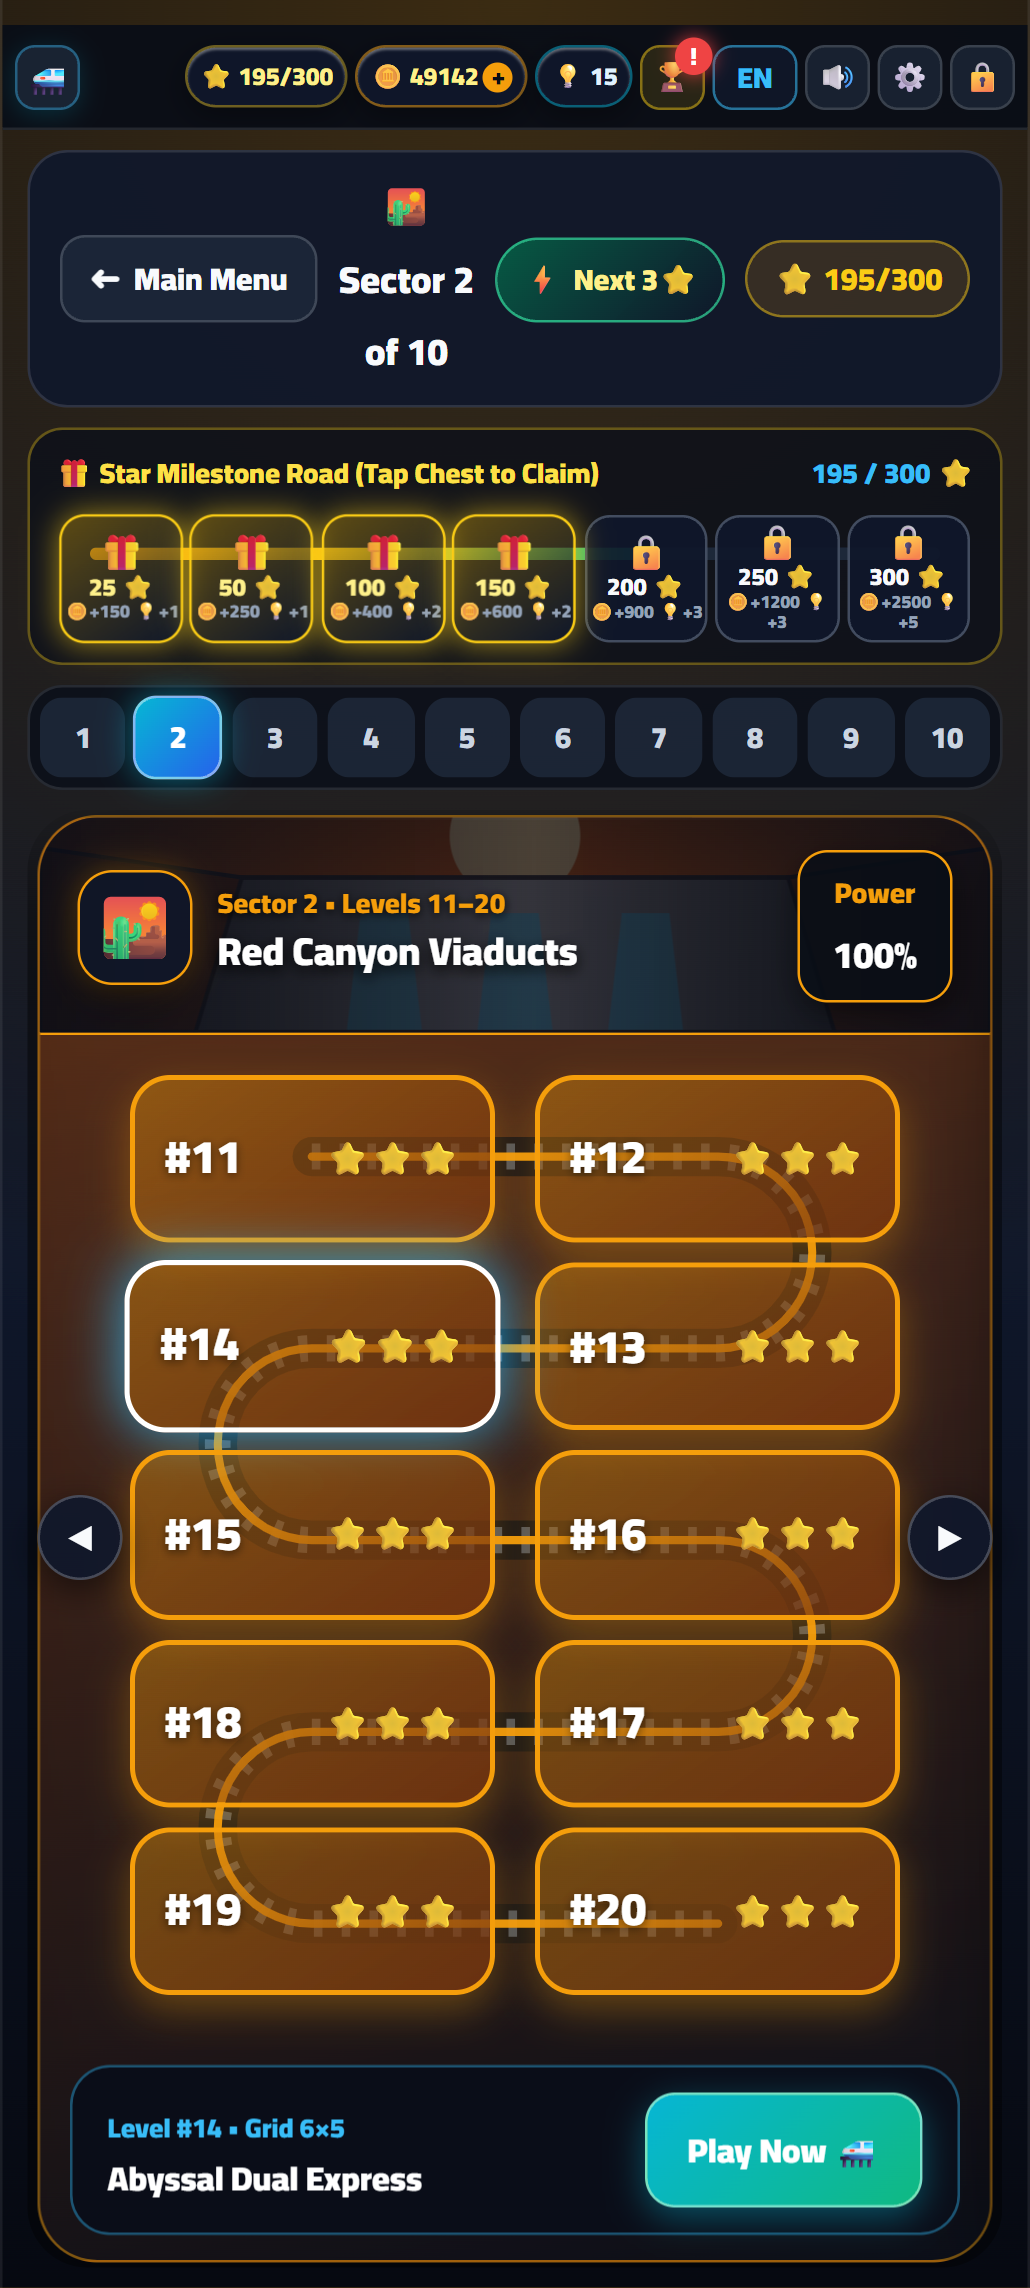 195/300
49142 +
15
!
EN
← Main Menu
Sector 2
of 10
Next 3
195/300
Star Milestone Road (Tap Chest to Claim)
195 / 300
25
+150 +1
50
+250 +1
100
+400 +2
150
+600 +2
200
+900 +3
250
+1200
+3
300
+2500
+5
1 2 3 4 5 6 7 8 9 10
Sector 2 • Levels 11–20
Red Canyon Viaducts
Power
100%
#11
#12
#14
#13
#15
#16
#18
#17
#19
#20
Level #14 • Grid 6×5
Abyssal Dual Express
Play Now